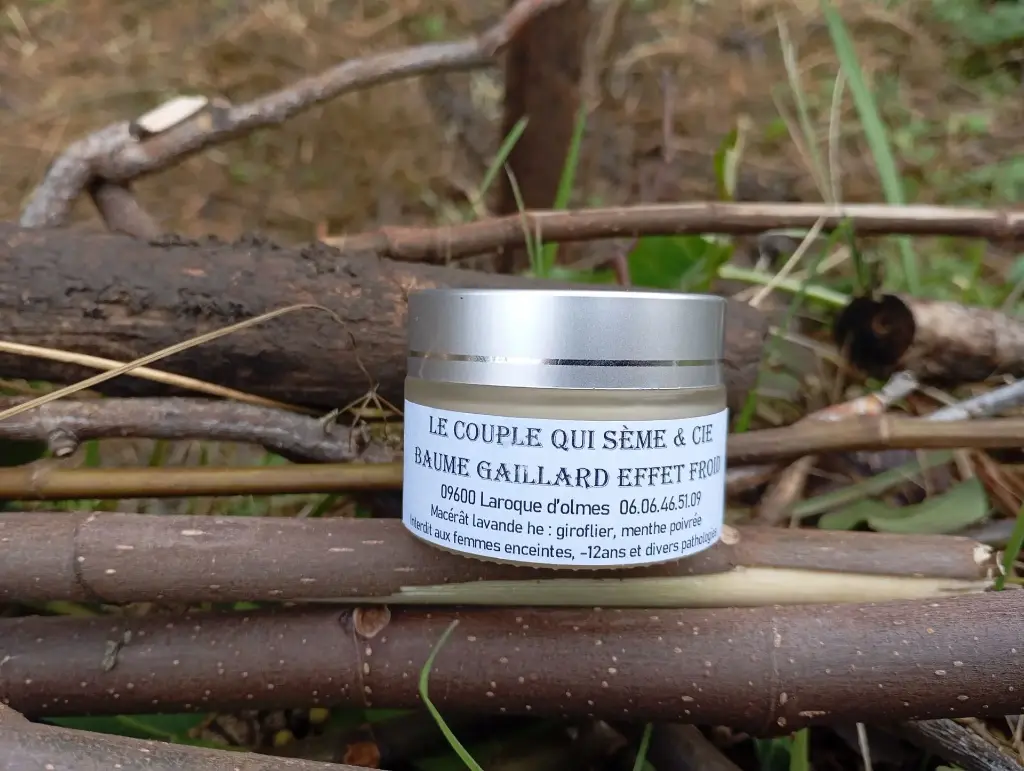 LE COUPLE QUI SÈME & CIE
BAUME GAILLARD EFFET FROID
09600 Laroque d'olmes 06.06.46.51.09
Macérât lavande he : giroflier, menthe poivrée
Interdit aux femmes enceintes, -12ans et divers pathologies